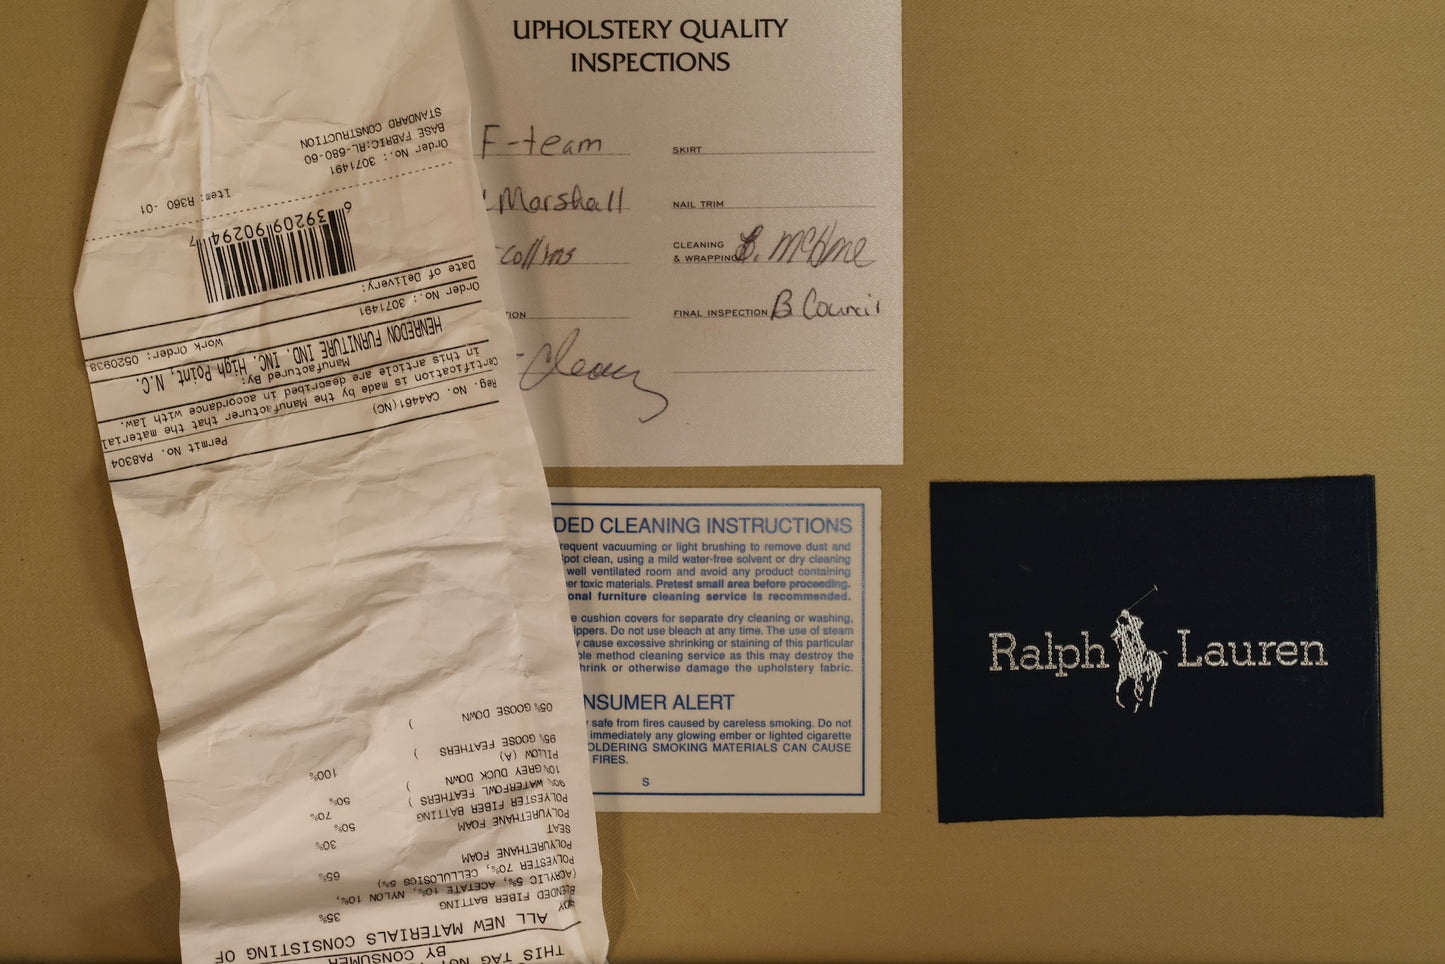 UPHOLSTERY QUALITY
INSPECTIONS
F-team
SKIRT
Marshall
NAIL TRIM
Collins
CLEANING
& WRAPPING
FINAL INSPECTION B Council
DED CLEANING INSTRUCTIONS
requent vacuuming or light brushing to remove dust and
pot clean, using a mild water-free solvent or dry cleaning
well ventilated room and avoid any product containing
er toxic materials. Pretest small area before proceeding.
onal furniture cleaning service is recommended.
e cushion covers for separate dry cleaning or washing,
ippers. Do not use bleach at any time. The use of steam
y cause excessive shrinking or staining of this particular
ble method cleaning service as this may destroy the
hrink or otherwise damage the upholstery fabric.
NSUMER ALERT
y safe from fires caused by careless smoking. Do not
immediately any glowing ember or lighted cigarette
OLDERING SMOKING MATERIALS CAN CAUSE
FIRES.
S
Ralph Lauren
THIS TAG NOT
BY CONSUMER
ALL NEW MATERIALS CONSISTING OF
ODY
BLENDED FIBER BATTING 35%
(ACRYLIC 5%, ACETATE 10%, NYLON 10%,
POLYESTER 70%, CELLULOSICS 5%)
POLYURETHANE FOAM 65%
SEAT
POLYURETHANE FOAM 30%
POLYESTER FIBER BATTING 70%
90% WATERFOWL FEATHERS ) 50%
10% GREY DUCK DOWN ) 50%
PILLOW (A)
95% GOOSE FEATHERS ) 100%
05% GOOSE DOWN )
Permit No. PA8304
Reg. No. CA4461(NC)
Certification is made by the Manufacturer that the material
in this article are described in accordance with law.
Manufactured By:
HENREDON FURNITURE IND. INC. High Point, N.C.
Order No.: 3071491 Work Order: 0520938
Date of Delivery:
6 39209 90294 7
Item: R360 -01
Order No.: 3071491
BASE FABRIC:RL-680-60
STANDARD CONSTRUCTION